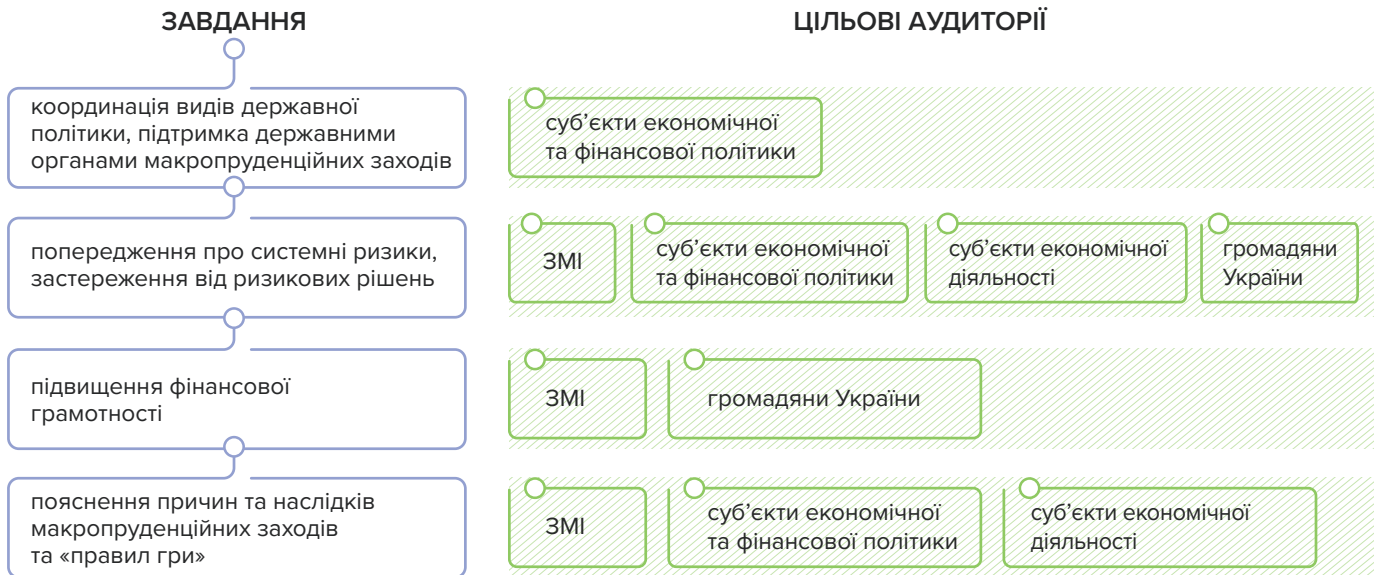 ЗАВДАННЯ
ЦІЛЬОВІ АУДИТОРІЇ
координація видів державної
політики, підтримка державними
органами макропруденційних заходів
суб’єкти економічної
та фінансової політики
попередження про системні ризики,
застереження від ризикових рішень
ЗМІ
суб’єкти економічної
та фінансової політики
суб’єкти економічної
діяльності
громадяни
України
підвищення фінансової
грамотності
ЗМІ
громадяни України
пояснення причин та наслідків
макропруденційних заходів
та «правил гри»
ЗМІ
суб’єкти економічної
та фінансової політики
суб’єкти економічної
діяльності